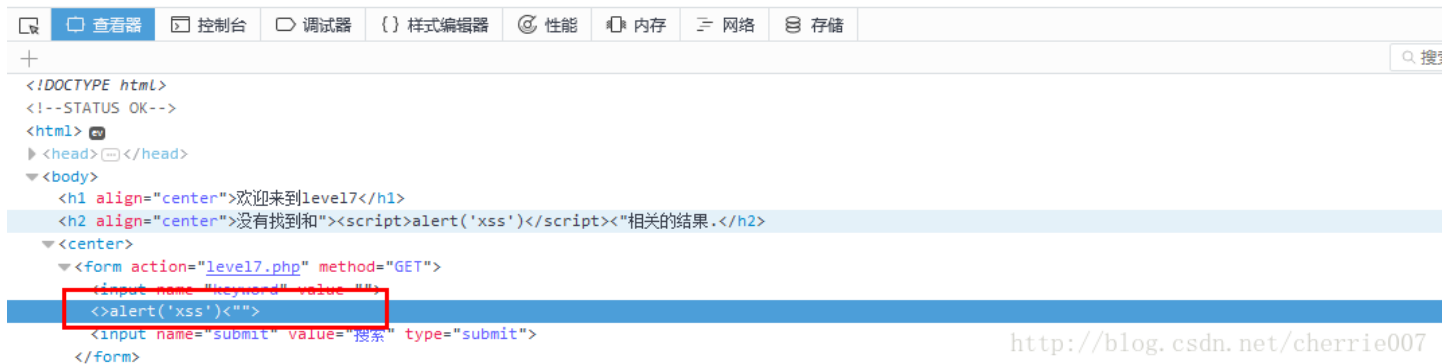 查看器 控制台 调试器 {} 样式编辑器 性能 内存 网络 存储
+ 搜
<!DOCTYPE html>
<!--STATUS OK-->
<html> ev
<head>…</head>
<body>
<h1 align="center">欢迎来到level7</h1>
<h2 align="center">没有找到和"><script>alert('xss')</script><"相关的结果.</h2>
<center>
<form action="level7.php" method="GET">
<input name="keyword" value="">
<>alert('xss')<"">
<input name="submit" value="搜索" type="submit">
</form>
http://blog.csdn.net/cherrie007